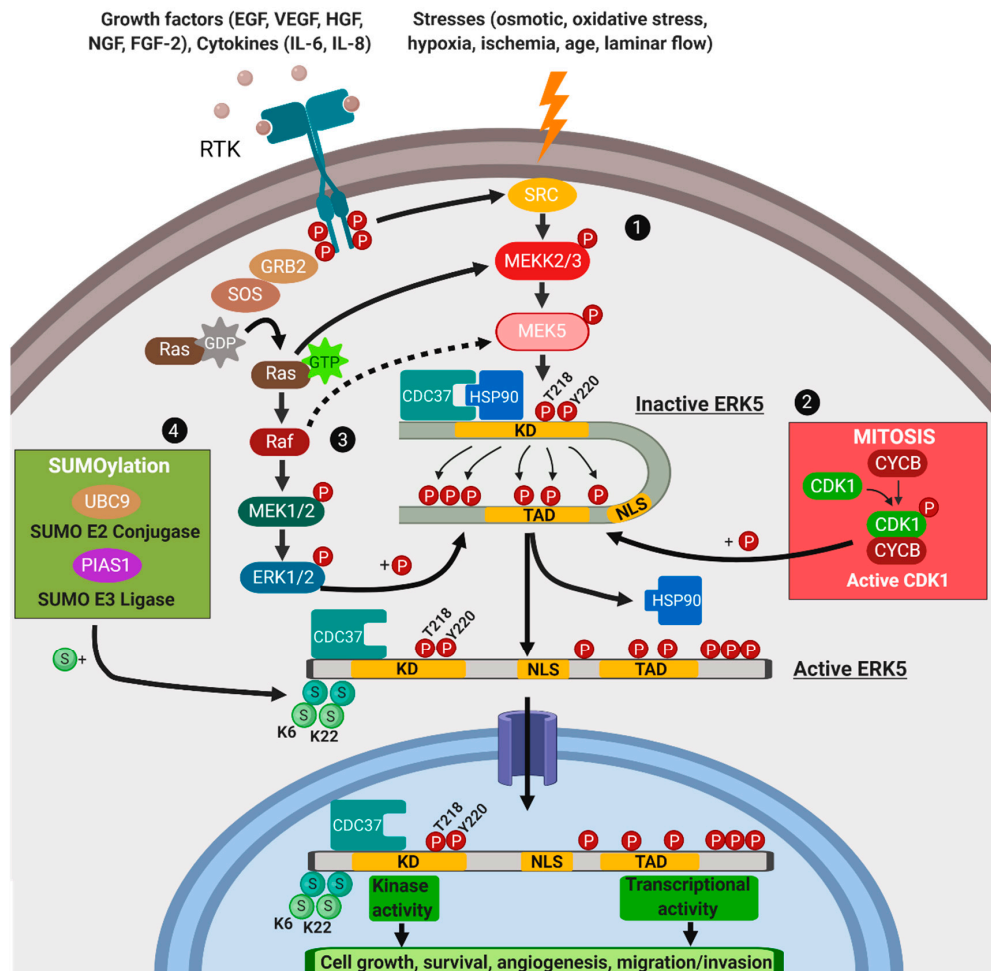 Growth factors (EGF, VEGF, HGF,
NGF, FGF-2), Cytokines (IL-6, IL-8)
Stresses (osmotic, oxidative stress,
hypoxia, ischemia, age, laminar flow)
RTK
SRC
P
P
P
P
1
GRB2
MEKK2/3
P
SOS
Ras
GDP
MEK5
P
Ras
GTP
CDC37
HSP90
T218
Y220
P
P
Inactive ERK5
2
KD
4
Raf
3
MITOSIS
CYCB
CDK1
P
CDK1
CYCB
Active CDK1
SUMOylation
UBC9
SUMO E2 Conjugase
PIAS1
SUMO E3 Ligase
MEK1/2
P
P
P
P
P
P
P
TAD
NLS
ERK1/2
P
+ P
+ P
HSP90
CDC37
T218
Y220
P
P
P
P
P
P
P
P
S +
KD
NLS
TAD
Active ERK5
S
S
S
S
K6
K22
CDC37
T218
Y220
P
P
P
P
P
P
P
P
KD
NLS
TAD
S
S
S
S
K6
K22
Kinase
activity
Transcriptional
activity
Cell growth, survival, angiogenesis, migration/invasion